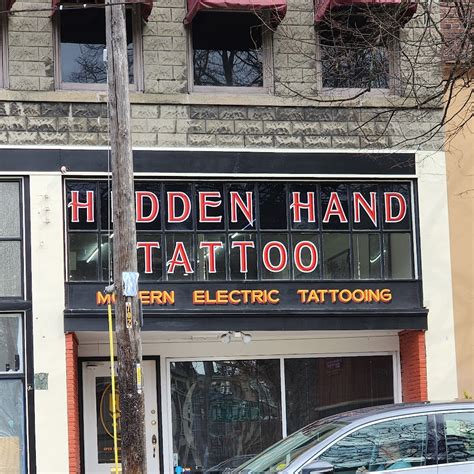 HIDDEN HAND
TATTOO
MODERN ELECTRIC TATTOOING